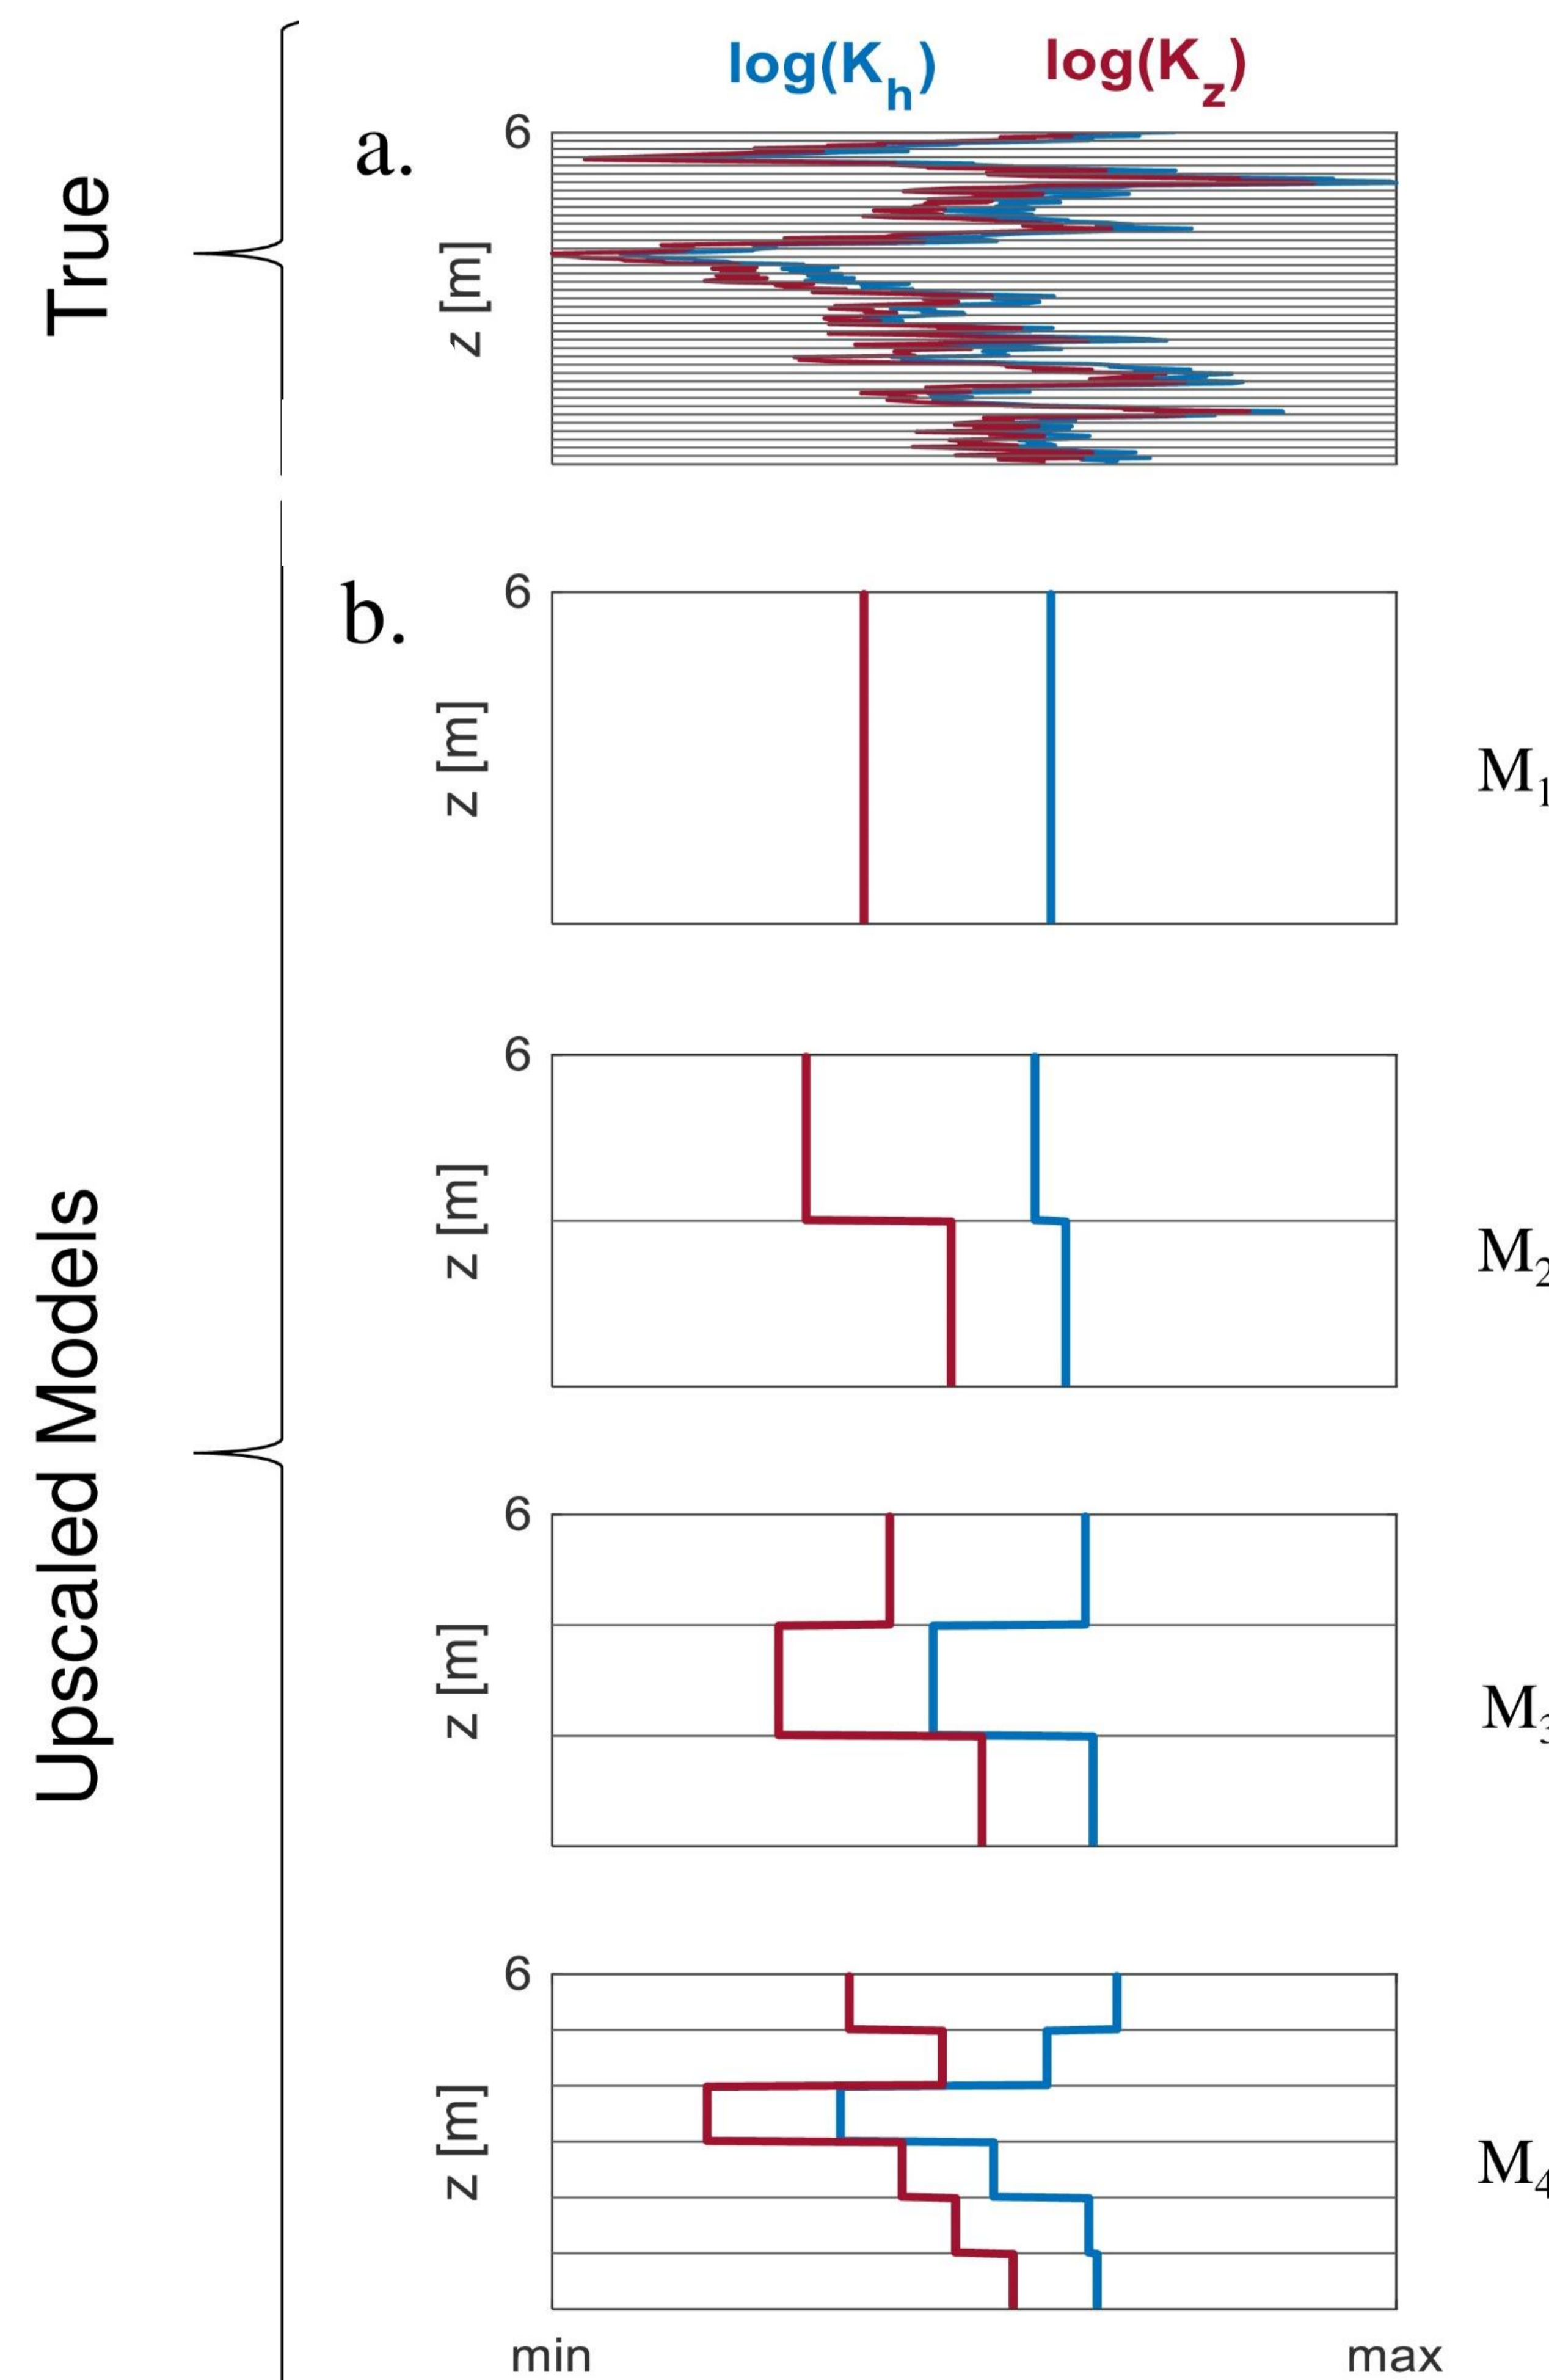 log(Kh) log(Kz)
a.
6
z [m]
True
b.
6
z [m]
M1
6
z [m]
M2
Upscaled Models
6
z [m]
M3
6
z [m]
M4
min max